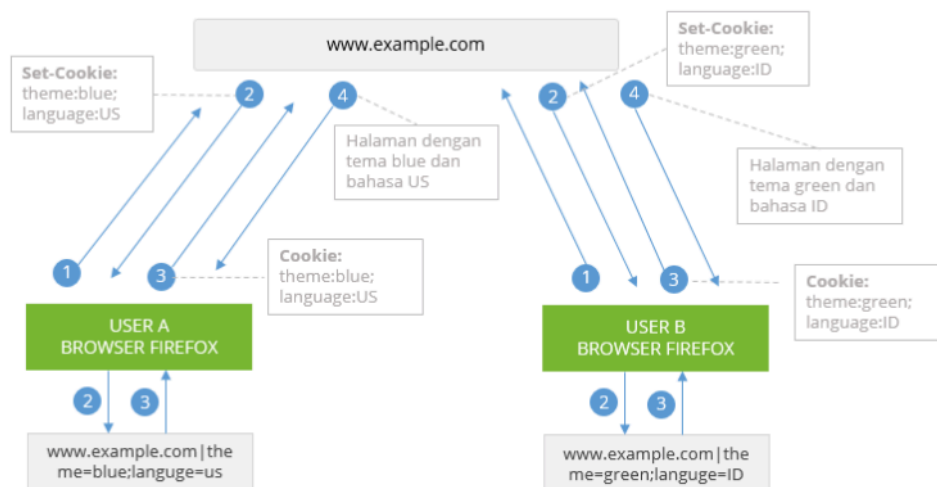 www.example.com
Set-Cookie:
theme:blue;
language:US
2
4
Halaman dengan
tema blue dan
bahasa US
1
3
Cookie:
theme:blue;
language:US
USER A
BROWSER FIREFOX
2
3
www.example.com|the
me=blue;languge=us
Set-Cookie:
theme:green;
language:ID
2
4
Halaman dengan
tema green dan
bahasa ID
1
3
Cookie:
theme:green;
language:ID
USER B
BROWSER FIREFOX
2
3
www.example.com|the
me=green;languge=ID